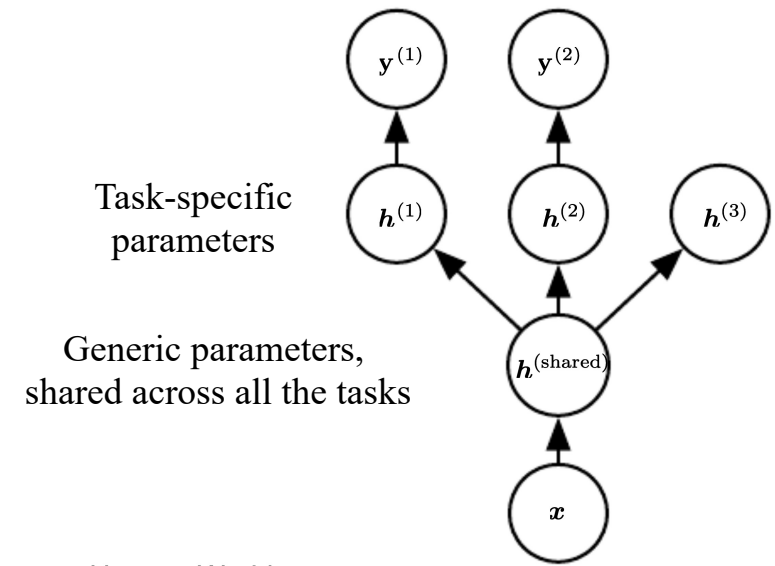 y(1) y(2)
Task-specific
parameters
h(1) h(2) h(3)
Generic parameters,
shared across all the tasks
h(shared)
x